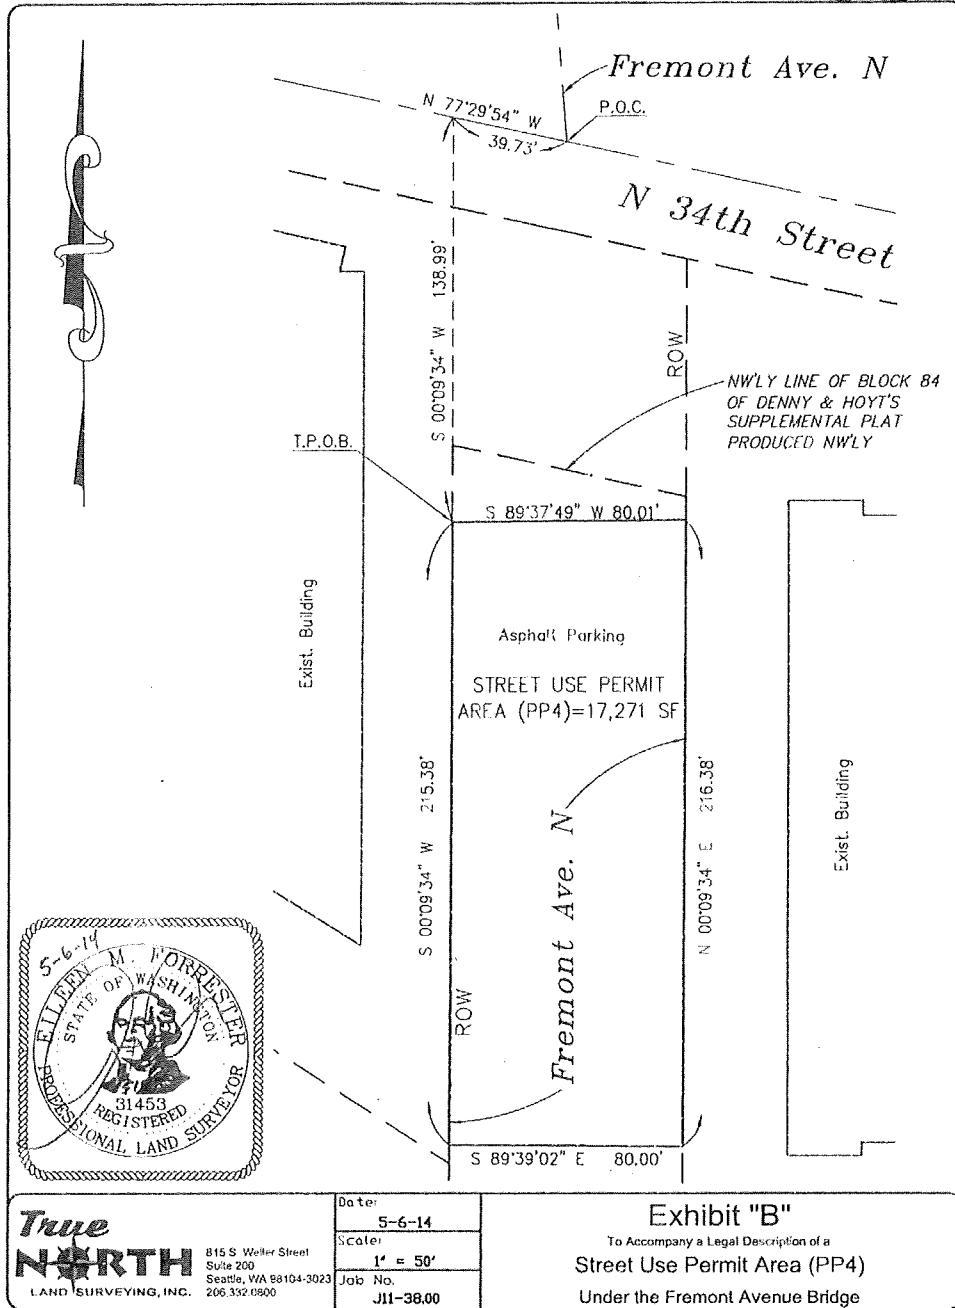 Fremont Ave. N
N 77°29'54" W
P.O.C.
39.73'
N 34th Street
S 00°09'34" W 138.99'
ROW
NW'LY LINE OF BLOCK 84
OF DENNY & HOYT'S
SUPPLEMENTAL PLAT
PRODUCED NW'LY
T.P.O.B.
S 89°37'49" W 80.01'
Exist. Building
Asphalt Parking
STREET USE PERMIT
AREA (PP4)=17,271 SF
S 00°09'34" W 215.38'
N 00°09'34" E 216.38'
Exist. Building
Fremont Ave. N
ROW
S 89°39'02" E 80.00'
5-6-14
EILEEN M. FORRESTER
STATE OF WASHINGTON
31453
REGISTERED
PROFESSIONAL LAND SURVEYOR
True
NORTH
LAND SURVEYING, INC.
815 S Weller Street
Suite 200
Seattle, WA 98104-3023
206.332.0800
Date:
5-6-14
Scale:
1" = 50'
Job No.
J11-38.00
Exhibit "B"
To Accompany a Legal Description of a
Street Use Permit Area (PP4)
Under the Fremont Avenue Bridge